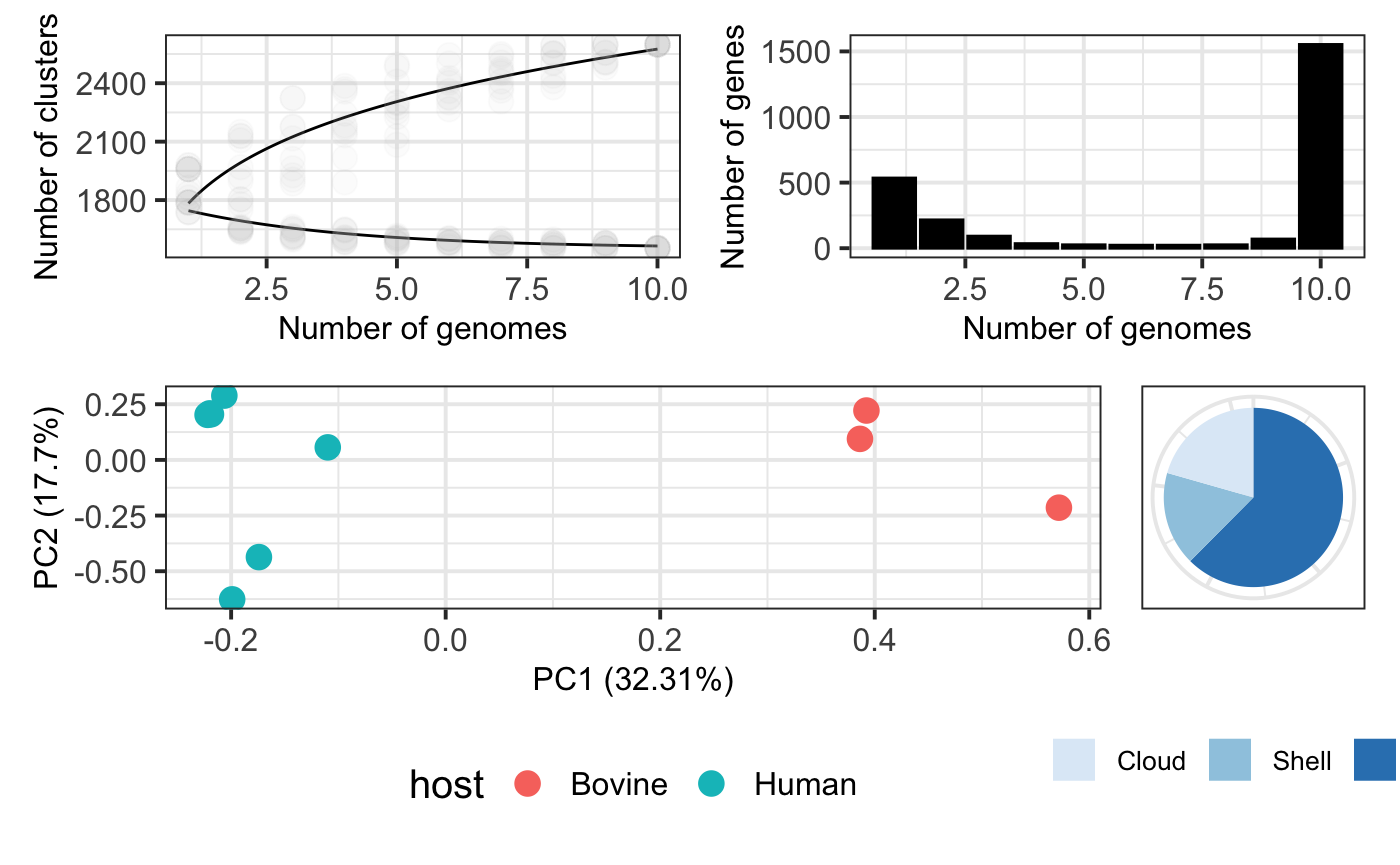 Number of clusters
2400
2100
1800
2.5 5.0 7.5 10.0
Number of genomes
Number of genes
1500
1000
500
0
2.5 5.0 7.5 10.0
Number of genomes
PC2 (17.7%)
0.25
0.00
-0.25
-0.50
-0.2 0.0 0.2 0.4 0.6
PC1 (32.31%)
host Bovine Human
Cloud Shell